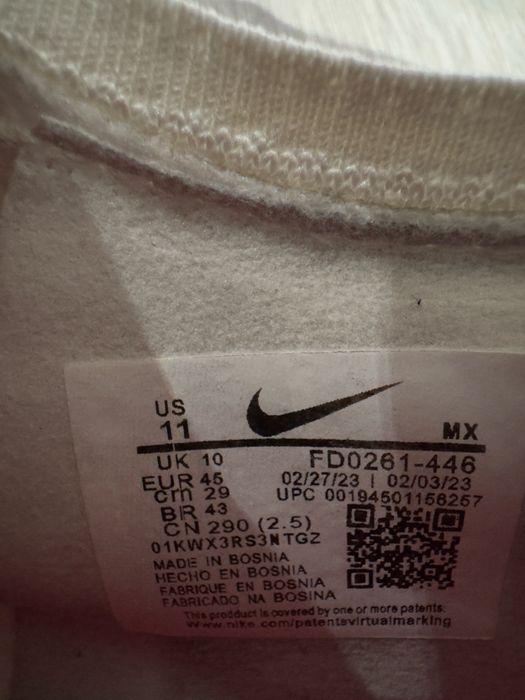 US
11
MX
UK 10
FD0261-446
EUR 45
02/27/23 | 02/03/23
cm 29
UPC 00194501156257
BR 43
CN 290 (2.5)
01KWX3RS3NTGZ
MADE IN BOSNIA
HECHO EN BOSNIA
FABRIQUE EN BOSNIA
FABRICADO NA BOSINA
This product is covered by one or more patents:
www.nike.com/patentsvirtualmarking